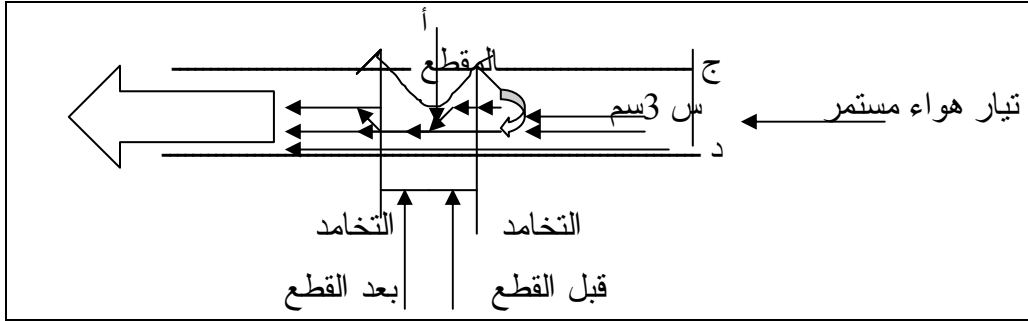 أ
المقطع
ج
س 3سم
تيار هواء مستمر
د
التخامد
التخامد
قبل القطع
بعد القطع